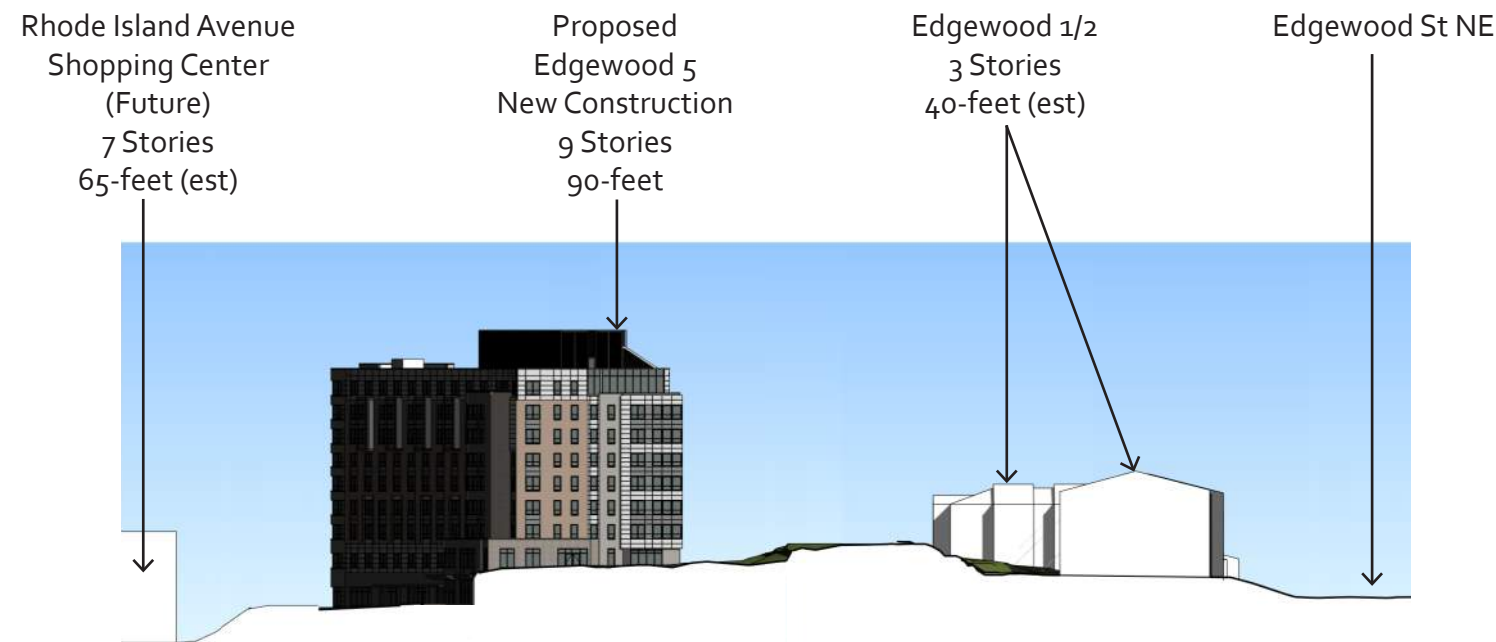 Rhode Island Avenue
Shopping Center
(Future)
7 Stories
65-feet (est)
Proposed
Edgewood 5
New Construction
9 Stories
90-feet
Edgewood 1/2
3 Stories
40-feet (est)
Edgewood St NE